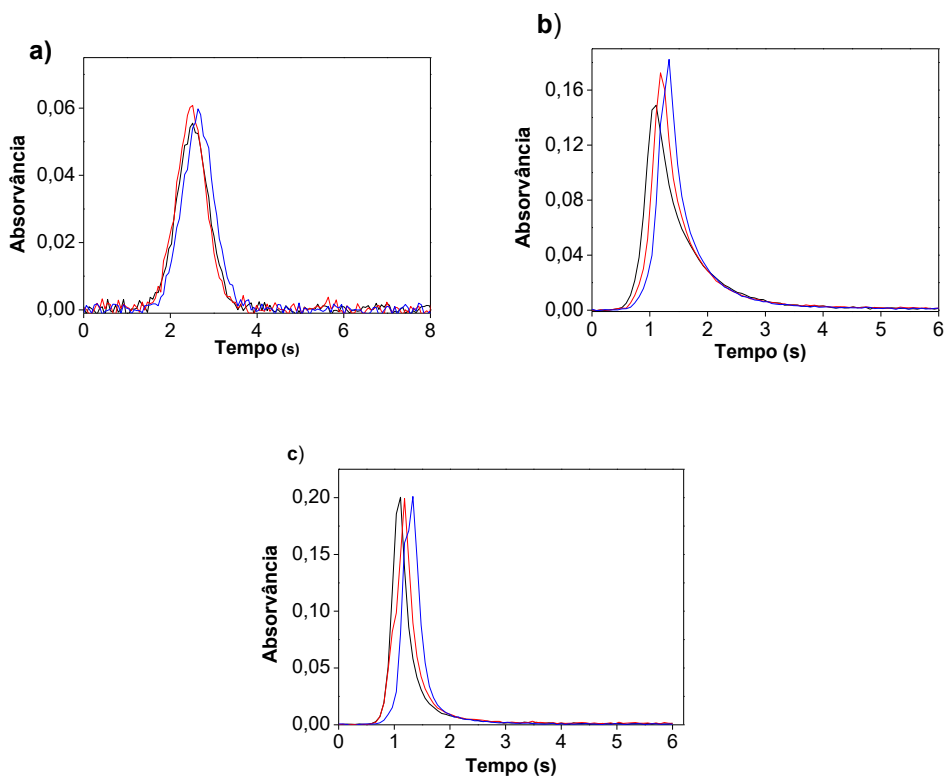 a)
Absorvância
0,06
0,04
0,02
0,00
0 2 4 6 8
Tempo (s)
b)
Absorvância
0,16
0,12
0,08
0,04
0,00
0 1 2 3 4 5 6
Tempo (s)
c)
Absorvância
0,20
0,15
0,10
0,05
0,00
0 1 2 3 4 5 6
Tempo (s)